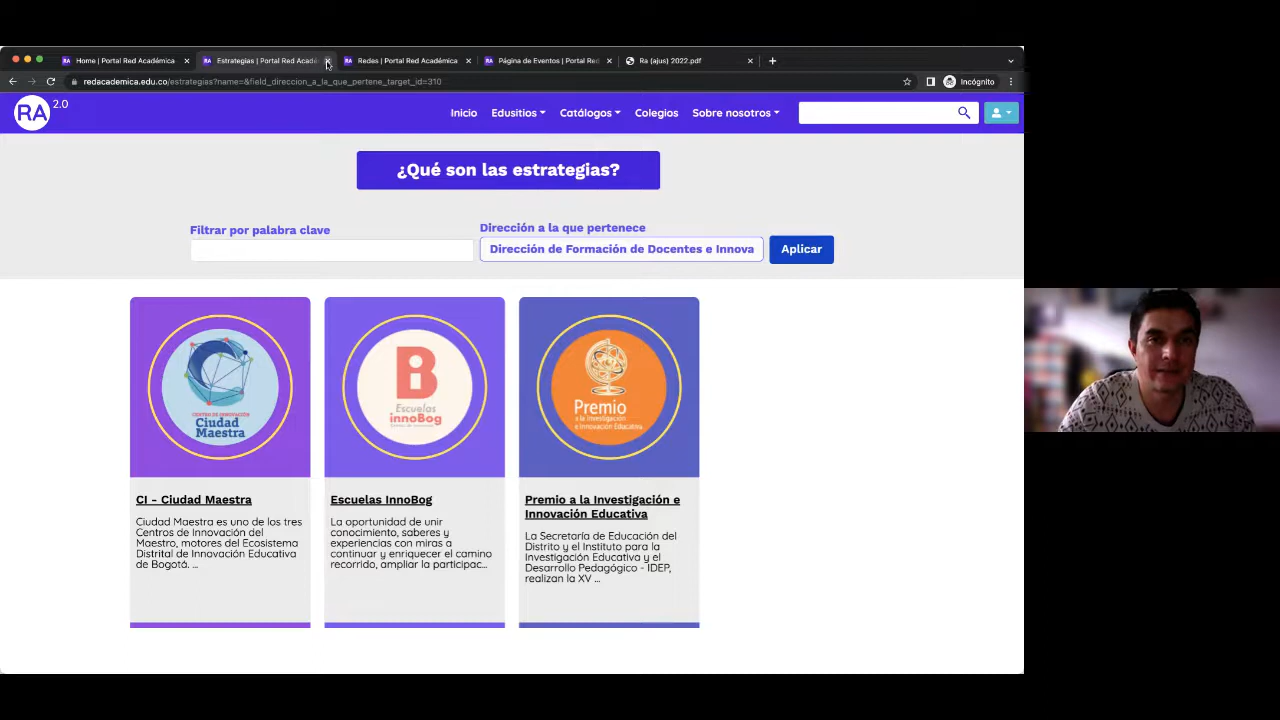 Home | Portal Red Académica
Estrategias | Portal Red Acadé
Redes | Portal Red Académica
Página de Eventos | Portal Red
Ra (ajus) 2022.pdf
redacademica.edu.co/estrategias?name=&field_direccion_a_la_que_pertene_target_id=310
Incógnito
RA 2.0
Inicio
Edusitios
Catálogos
Colegios
Sobre nosotros
¿Qué son las estrategias?
Filtrar por palabra clave
Dirección a la que pertenece
Dirección de Formación de Docentes e Innova
Aplicar
CENTRO DE INNOVACIÓN
Ciudad
Maestra
Escuelas
innoBog
Premio
a la Investigación
e Innovación Educativa
CI - Ciudad Maestra
Ciudad Maestra es uno de los tres
Centros de Innovación del
Maestro, motores del Ecosistema
Distrital de Innovación Educativa
de Bogotá. ...
Escuelas InnoBog
La oportunidad de unir
conocimiento, saberes y
experiencias con miras a
continuar y enriquecer el camino
recorrido, ampliar la participac...
Premio a la Investigación e
Innovación Educativa
La Secretaría de Educación del
Distrito y el Instituto para la
Investigación Educativa y el
Desarrollo Pedagógico - IDEP,
realizan la XV ...